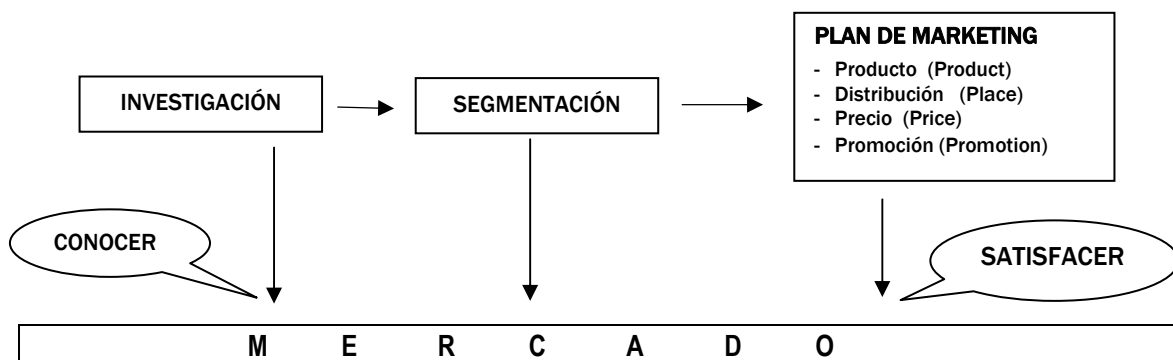 PLAN DE MARKETING
- Producto (Product)
- Distribución (Place)
- Precio (Price)
- Promoción (Promotion)
INVESTIGACIÓN
SEGMENTACIÓN
CONOCER
SATISFACER
M E R C A D O